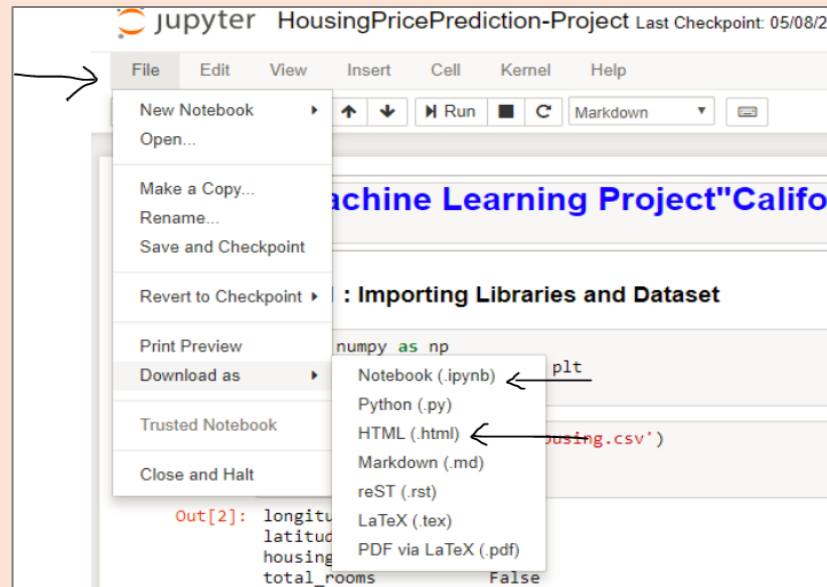 jupyter HousingPricePrediction-Project Last Checkpoint: 05/08/2
File Edit View Insert Cell Kernel Help
New Notebook
Run Markdown
Open...
Make a Copy...
achine Learning Project"Califo
Rename...
Save and Checkpoint
Revert to Checkpoint
: Importing Libraries and Dataset
Print Preview
numpy as np
Download as
plt
Notebook (.ipynb)
Python (.py)
Trusted Notebook
HTML (.html)
ousing.csv')
Markdown (.md)
Close and Halt
reST (.rst)
Out[2]: longitu
LaTeX (.tex)
latitud
PDF via LaTeX (.pdf)
housing
total_rooms False